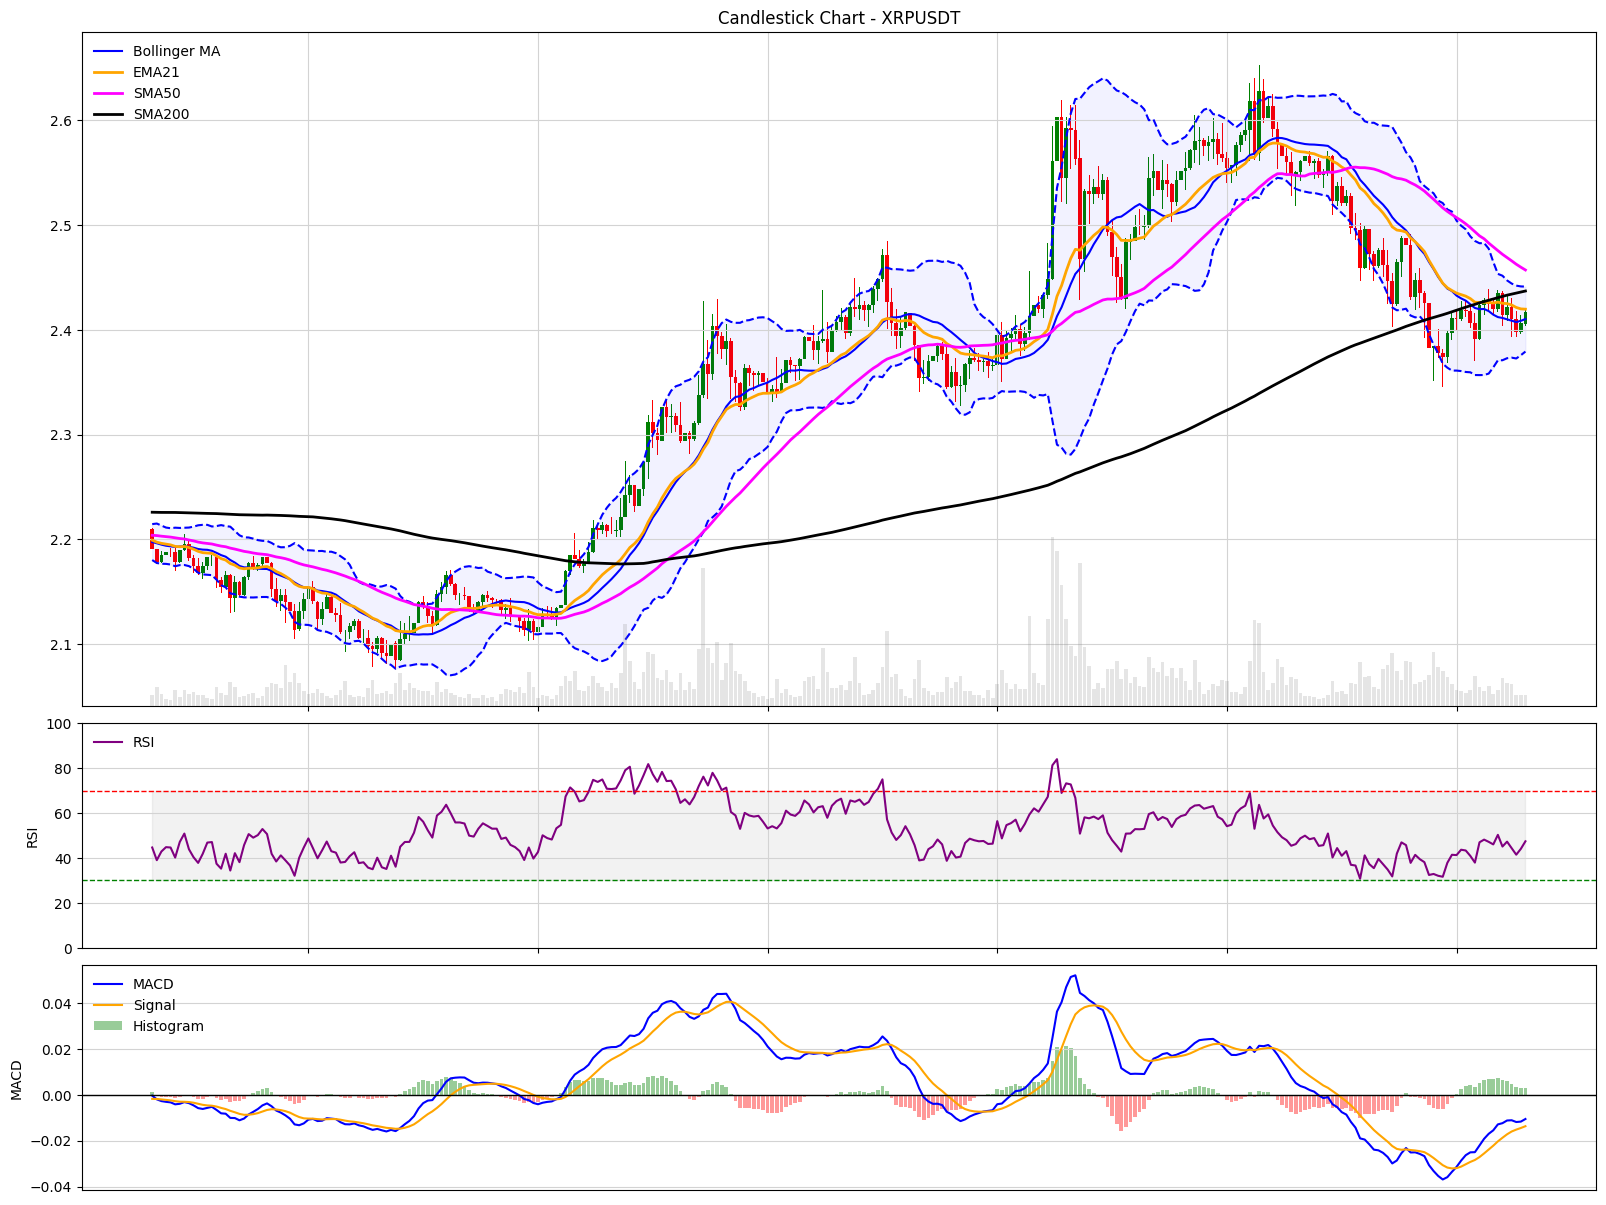 Candlestick Chart - XRPUSDT
Bollinger MA
EMA21
SMA50
SMA200
2.6
2.5
2.4
2.3
2.2
2.1
RSI
100
80
60
40
20
0
RSI
MACD
Signal
Histogram
0.04
0.02
0.00
−0.02
−0.04
MACD